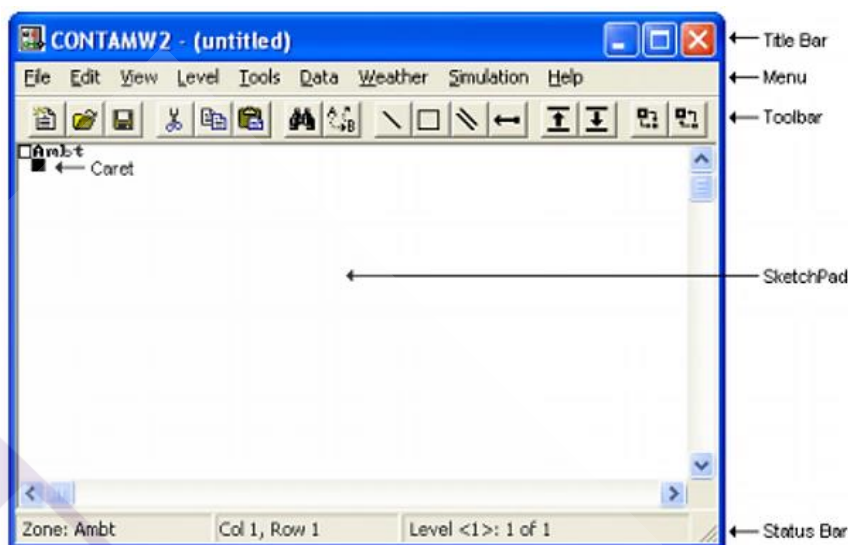 CONTAMW2 - (untitled)
Title Bar
File Edit View Level Tools Data Weather Simulation Help
Menu
Toolbar
Ambt
Caret
SketchPad
Zone: Ambt Col 1, Row 1 Level <1>: 1 of 1
Status Bar